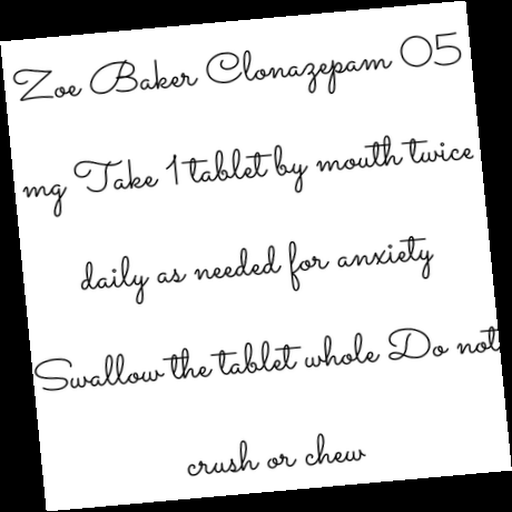 Zoe Baker Clonazepam 05
mg Take 1 tablet by mouth twice
daily as needed for anxiety
Swallow the tablet whole Do not
crush or chew